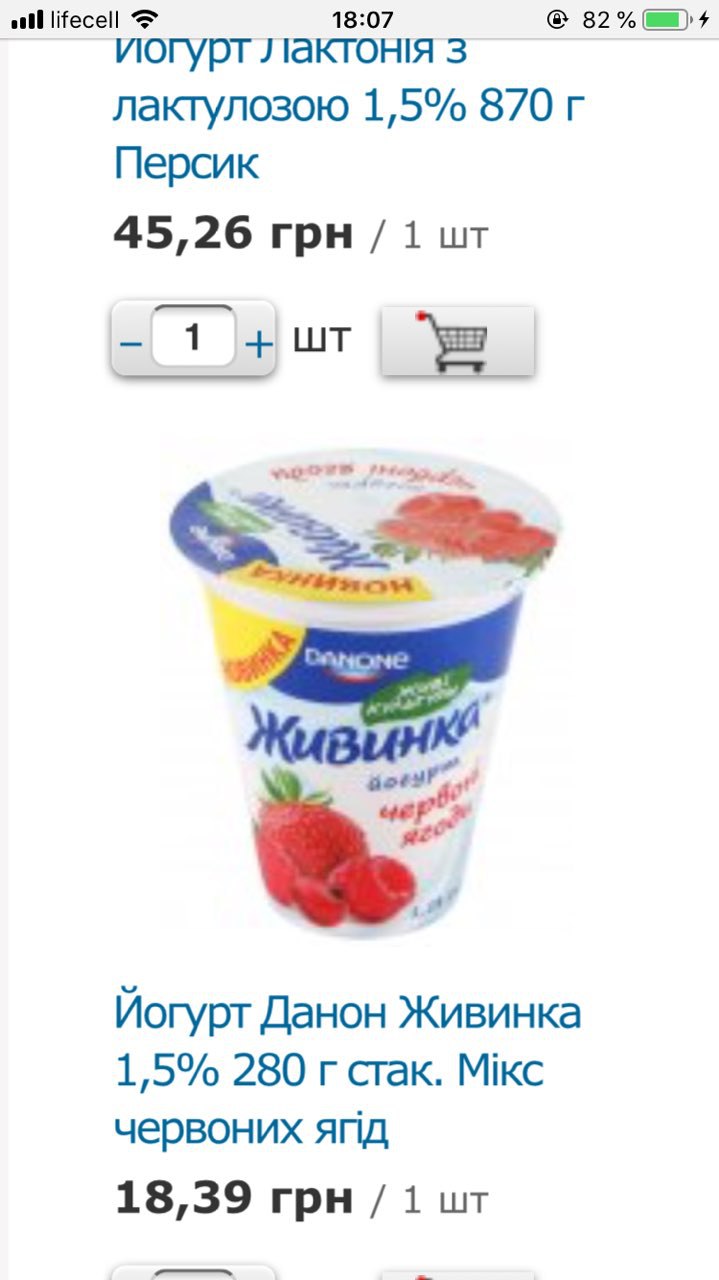 lifecell 18:07 82 %
Йогурт Лактонія з
лактулозою 1,5% 870 г
Персик
45,26 грн / 1 шт
− 1 + шт
Живинка
НОВИНКА
НОВИНКА
DANONE
Живинка
йогурт
червоні
ягоди
Йогурт Данон Живинка
1,5% 280 г стак. Мікс
червоних ягід
18,39 грн / 1 шт